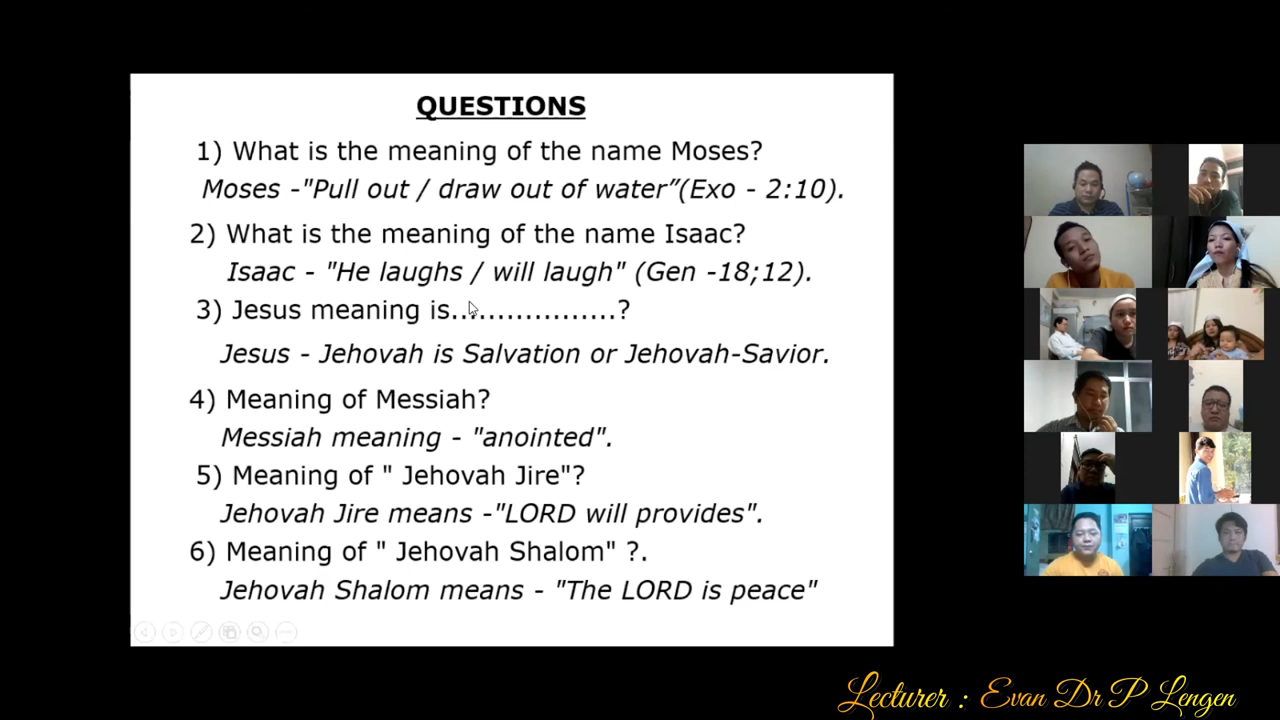 QUESTIONS
1) What is the meaning of the name Moses?
Moses -"Pull out / draw out of water”(Exo - 2:10).
2) What is the meaning of the name Isaac?
Isaac - "He laughs / will laugh" (Gen -18;12).
3) Jesus meaning is..................?
Jesus - Jehovah is Salvation or Jehovah-Savior.
4) Meaning of Messiah?
Messiah meaning - "anointed".
5) Meaning of " Jehovah Jire"?
Jehovah Jire means -"LORD will provides".
6) Meaning of " Jehovah Shalom" ?.
Jehovah Shalom means - "The LORD is peace"
Lecturer : Evan Dr P Lengen